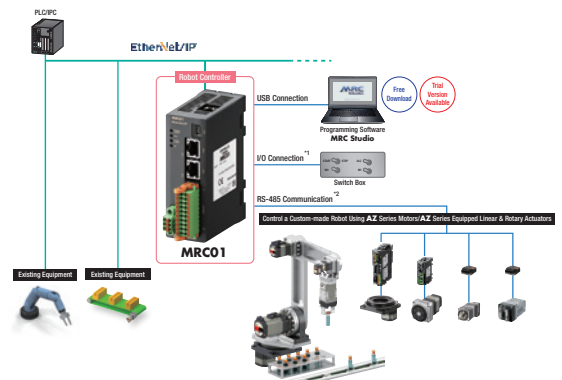 PLC/IPC
EtherNet/IP
Robot Controller
USB Connection
MRC
Free
Download
Trial
Version
Available
Programming Software
MRC Studio
I/O Connection*1
Switch Box
RS-485 Communication*2
Control a Custom-made Robot Using AZ Series Motors/AZ Series Equipped Linear & Rotary Actuators
MRC01
Existing Equipment
Existing Equipment